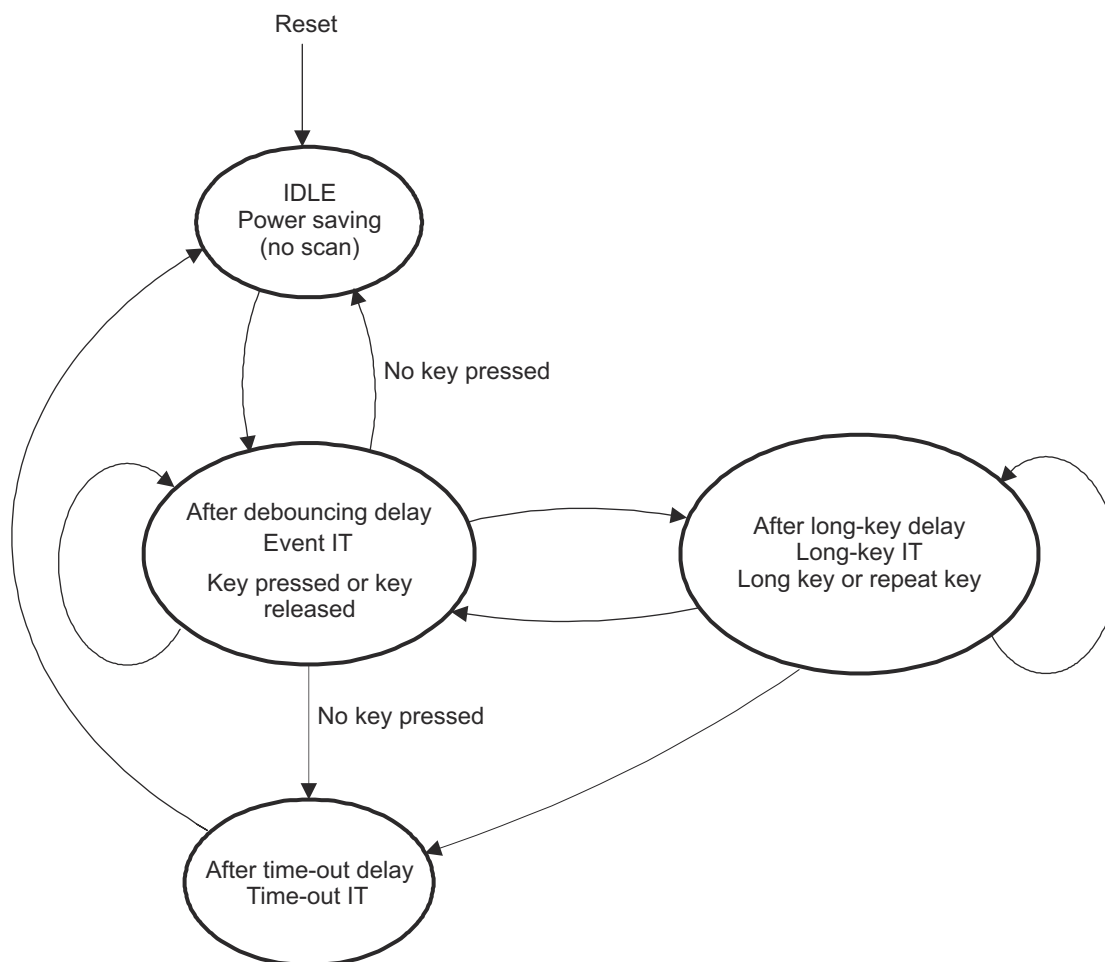 Reset
IDLE
Power saving
(no scan)
No key pressed
After debouncing delay
Event IT
Key pressed or key
released
After long-key delay
Long-key IT
Long key or repeat key
No key pressed
After time-out delay
Time-out IT